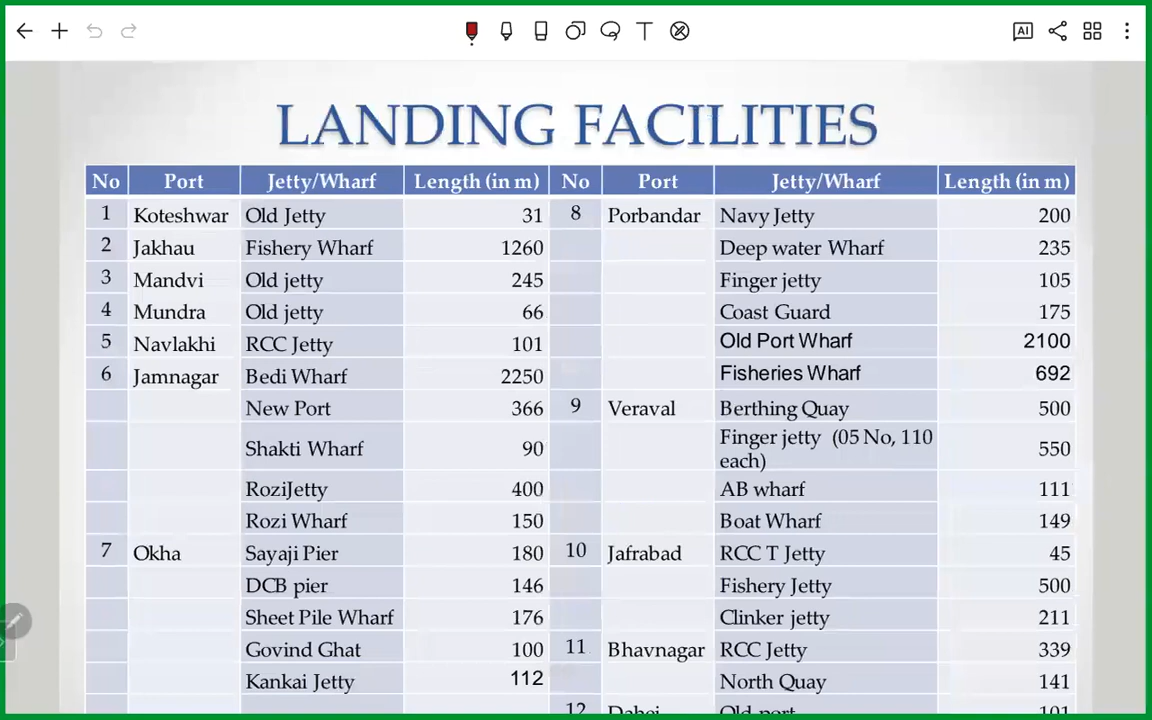 AI
LANDING FACILITIES
No Port Jetty/Wharf Length (in m) No Port Jetty/Wharf Length (in m)
1 Koteshwar Old Jetty 31 8 Porbandar Navy Jetty 200
2 Jakhau Fishery Wharf 1260 Deep water Wharf 235
3 Mandvi Old jetty 245 Finger jetty 105
4 Mundra Old jetty 66 Coast Guard 175
5 Navlakhi RCC Jetty 101 Old Port Wharf 2100
6 Jamnagar Bedi Wharf 2250 Fisheries Wharf 692
New Port 366 9 Veraval Berthing Quay 500
Shakti Wharf 90 Finger jetty (05 No, 110
each) 550
RoziJetty 400 AB wharf 111
Rozi Wharf 150 Boat Wharf 149
7 Okha Sayaji Pier 180 10 Jafrabad RCC T Jetty 45
DCB pier 146 Fishery Jetty 500
Sheet Pile Wharf 176 Clinker jetty 211
Govind Ghat 100 11 Bhavnagar RCC Jetty 339
Kankai Jetty 112 North Quay 141
12 Dahej Old port 101